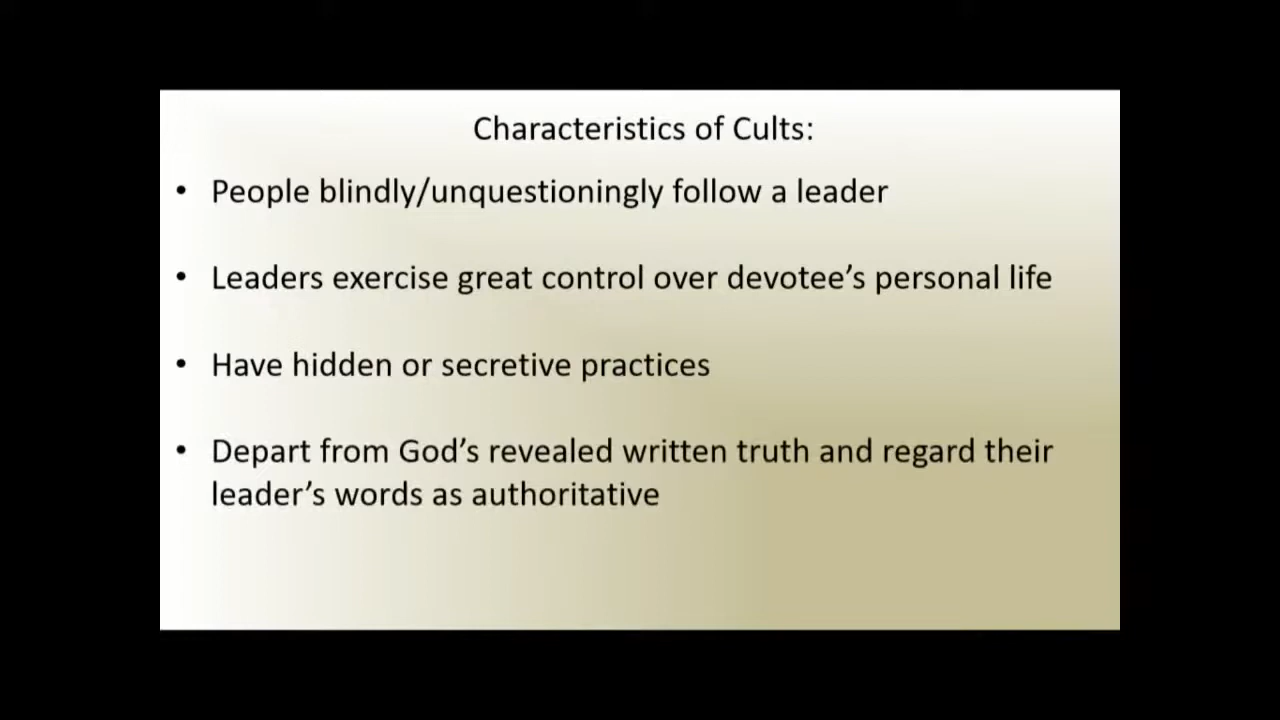 Characteristics of Cults:
• People blindly/unquestioningly follow a leader
• Leaders exercise great control over devotee’s personal life
• Have hidden or secretive practices
• Depart from God’s revealed written truth and regard their
leader’s words as authoritative